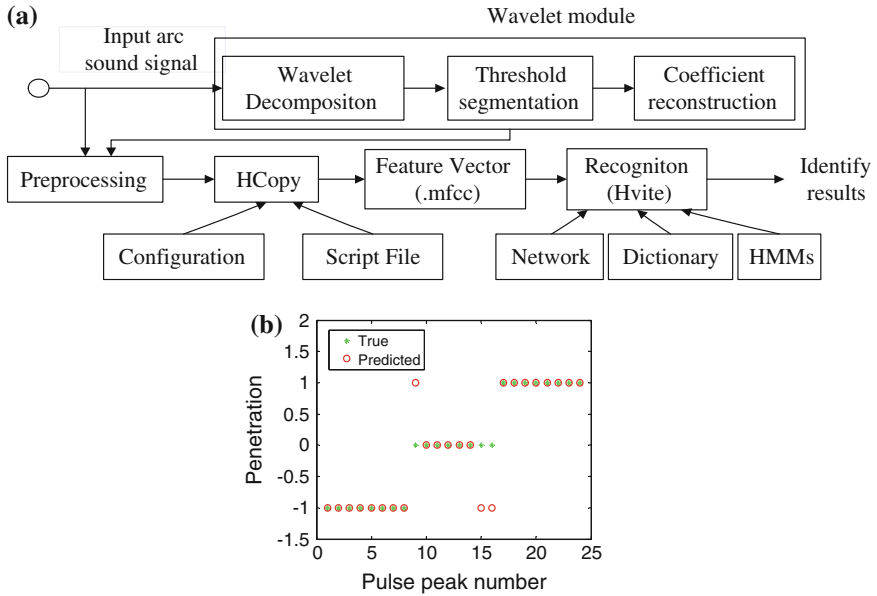 (a)
Wavelet module
Input arc
sound signal
Wavelet
Decompositon
Threshold
segmentation
Coefficient
reconstruction
Preprocessing
HCopy
Feature Vector
(.mfcc)
Recogniton
(Hvite)
Identify
results
Configuration
Script File
Network
Dictionary
HMMs
(b)
2
1.5
1
0.5
0
-0.5
-1
-1.5
True
Predicted
Penetration
0 5 10 15 20 25
Pulse peak number